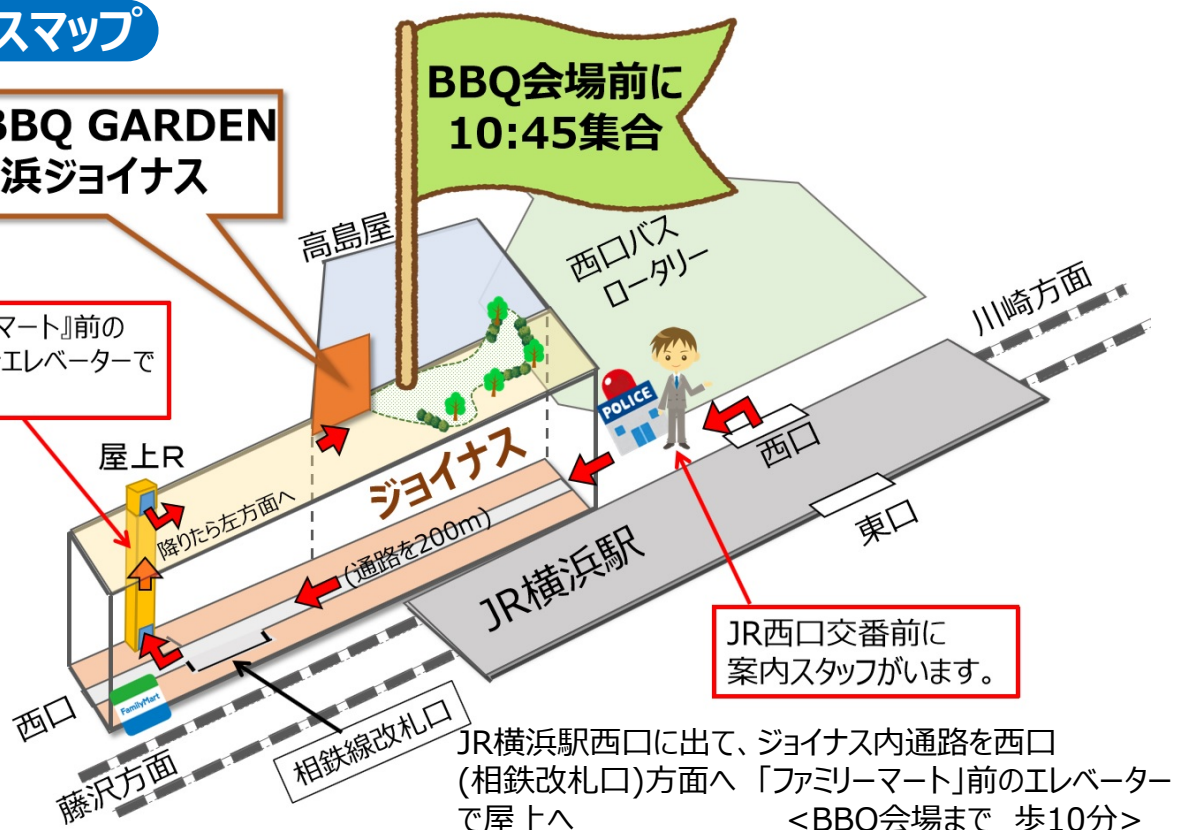 スマップ
BBQ会場前に
10:45集合
BBQ GARDEN
浜ジョイナス
高島屋
西口バス
ロータリー
川崎方面
マート』前の
エレベーターで
POLICE
西口
屋上R
ジョイナス
降りたら左方面へ
(通路を200m)
東口
JR横浜駅
JR西口交番前に
案内スタッフがいます。
FamilyMart
西口
相鉄線改札口
藤沢方面
JR横浜駅西口に出て、ジョイナス内通路を西口
(相鉄改札口)方面へ 「ファミリーマート」前のエレベーター
で屋上へ <BBQ会場まで 歩10分>